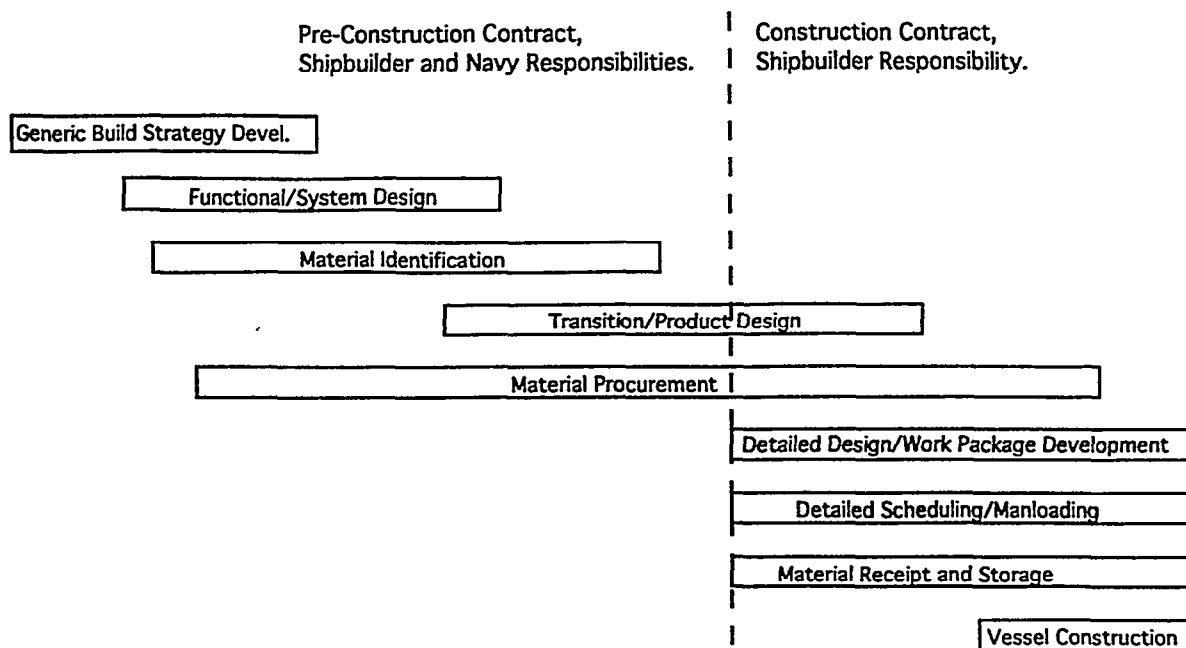 Pre-Construction Contract,
Shipbuilder and Navy Responsibilities.
Construction Contract,
Shipbuilder Responsibility.
Generic Build Strategy Devel.
Functional/System Design
Material Identification
Transition/Product Design
Material Procurement
Detailed Design/Work Package Development
Detailed Scheduling/Manloading
Material Receipt and Storage
Vessel Construction